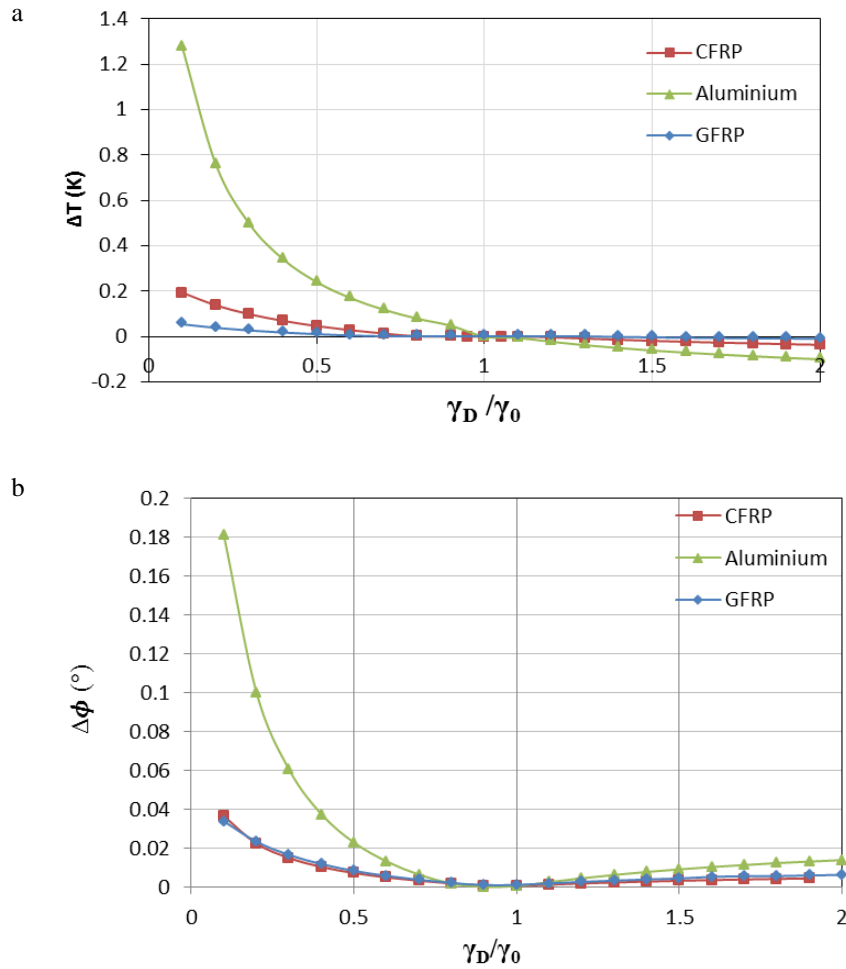 a
1.4
1.2
1
0.8
0.6
0.4
0.2
0
-0.2
ΔT (K)
0 0.5 1 1.5 2
γD /γ0
CFRP
Aluminium
GFRP
b
0.2
0.18
0.16
0.14
0.12
0.1
0.08
0.06
0.04
0.02
0
Δϕ (°)
0 0.5 1 1.5 2
γD/γ0
CFRP
Aluminium
GFRP